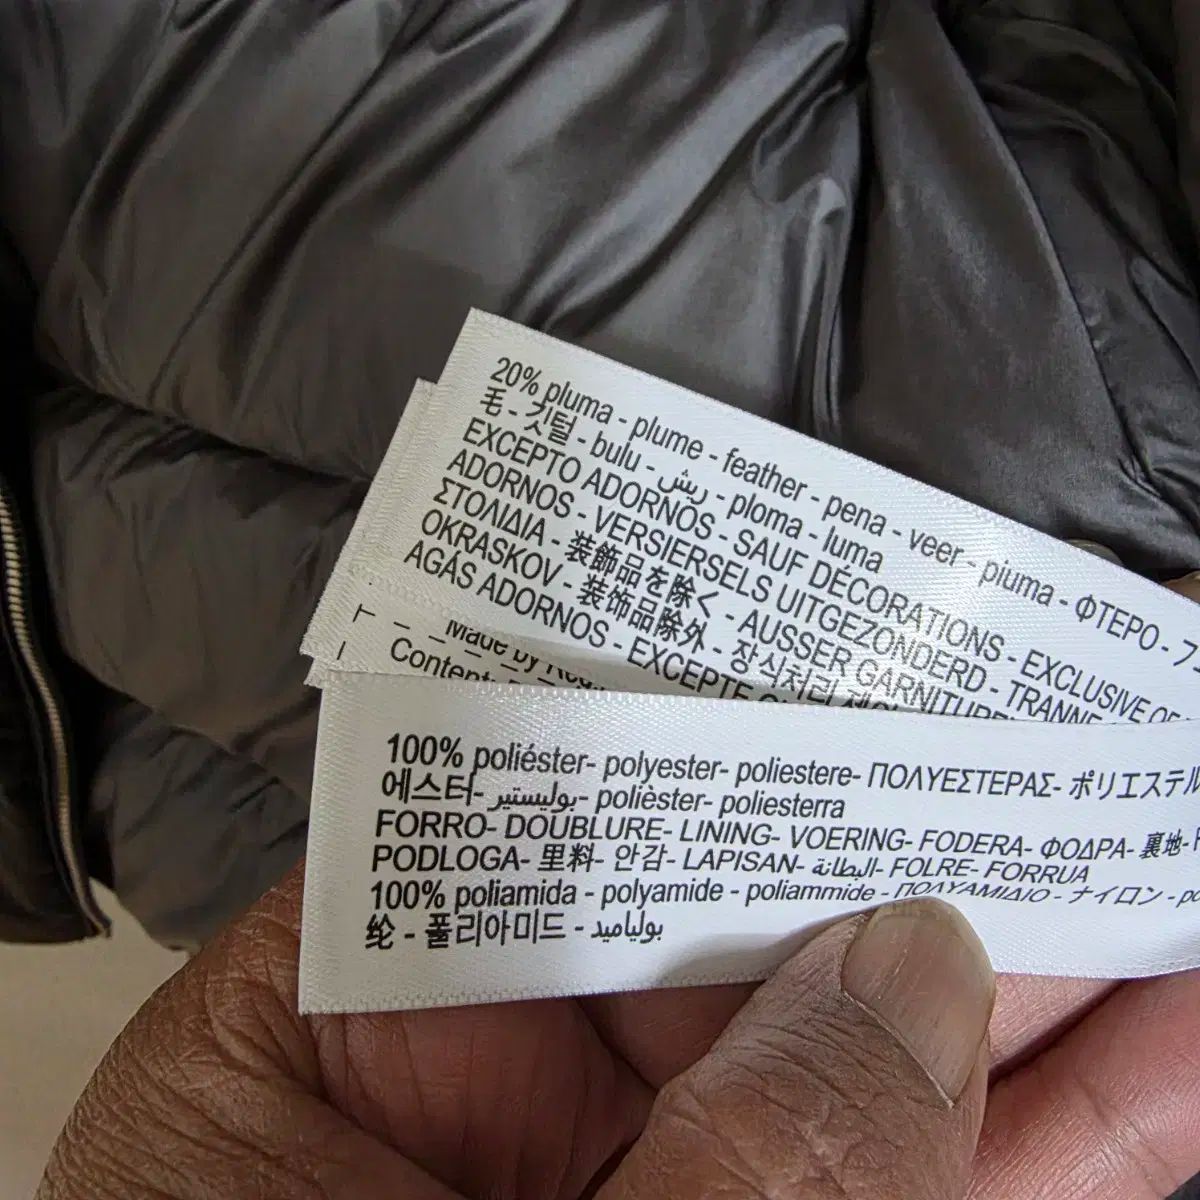 20% pluma - plume - feather - pena - veer - piuma - ΦΤΕΡΟ - フ
毛 - 깃털 - bulu - ريش - ploma - luma
EXCEPTO ADORNOS - SAUF DÉCORATIONS - EXCLUSIVE OF
ADORNOS - VERSIERSELS UITGEZONDERD - TRANNE
ΣΤΟΛΙΔΙΑ - 装飾品を除く - AUSSER GARNITUREN
OKRASKOV - 装饰品除外 - 장식처리 제외
AGÁS ADORNOS - EXCEPTE
Made by
Content:
100% poliéster- polyester- poliestere- ΠΟΛΥΕΣΤΕΡΑΣ- ポリエステル
에스터- بوليستير- polièster- poliesterra
FORRO- DOUBLURE- LINING- VOERING- FODERA- ΦΟΔΡΑ- 裏地-
PODLOGA- 里料- 안감- LAPISAN- البطانة- FOLRE- FORRUA
100% poliamida - polyamide - poliammide - ΠΟΛΥΑΜΙΔΙΟ - ナイロン - po
纶 - 폴리아미드 - بولياميد